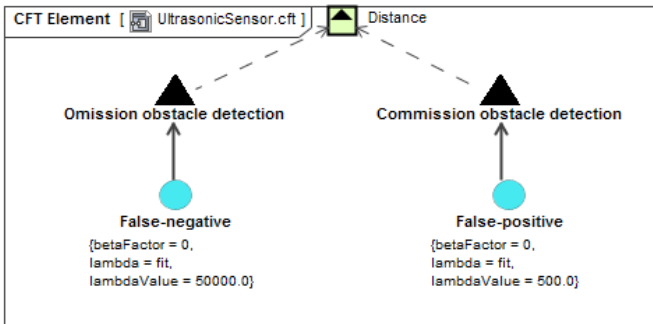 CFT Element [ UltrasonicSensor.cft ]
Distance
Omission obstacle detection
Commission obstacle detection
False-negative
{betaFactor = 0,
lambda = fit,
lambdaValue = 50000.0}
False-positive
{betaFactor = 0,
lambda = fit,
lambdaValue = 500.0}